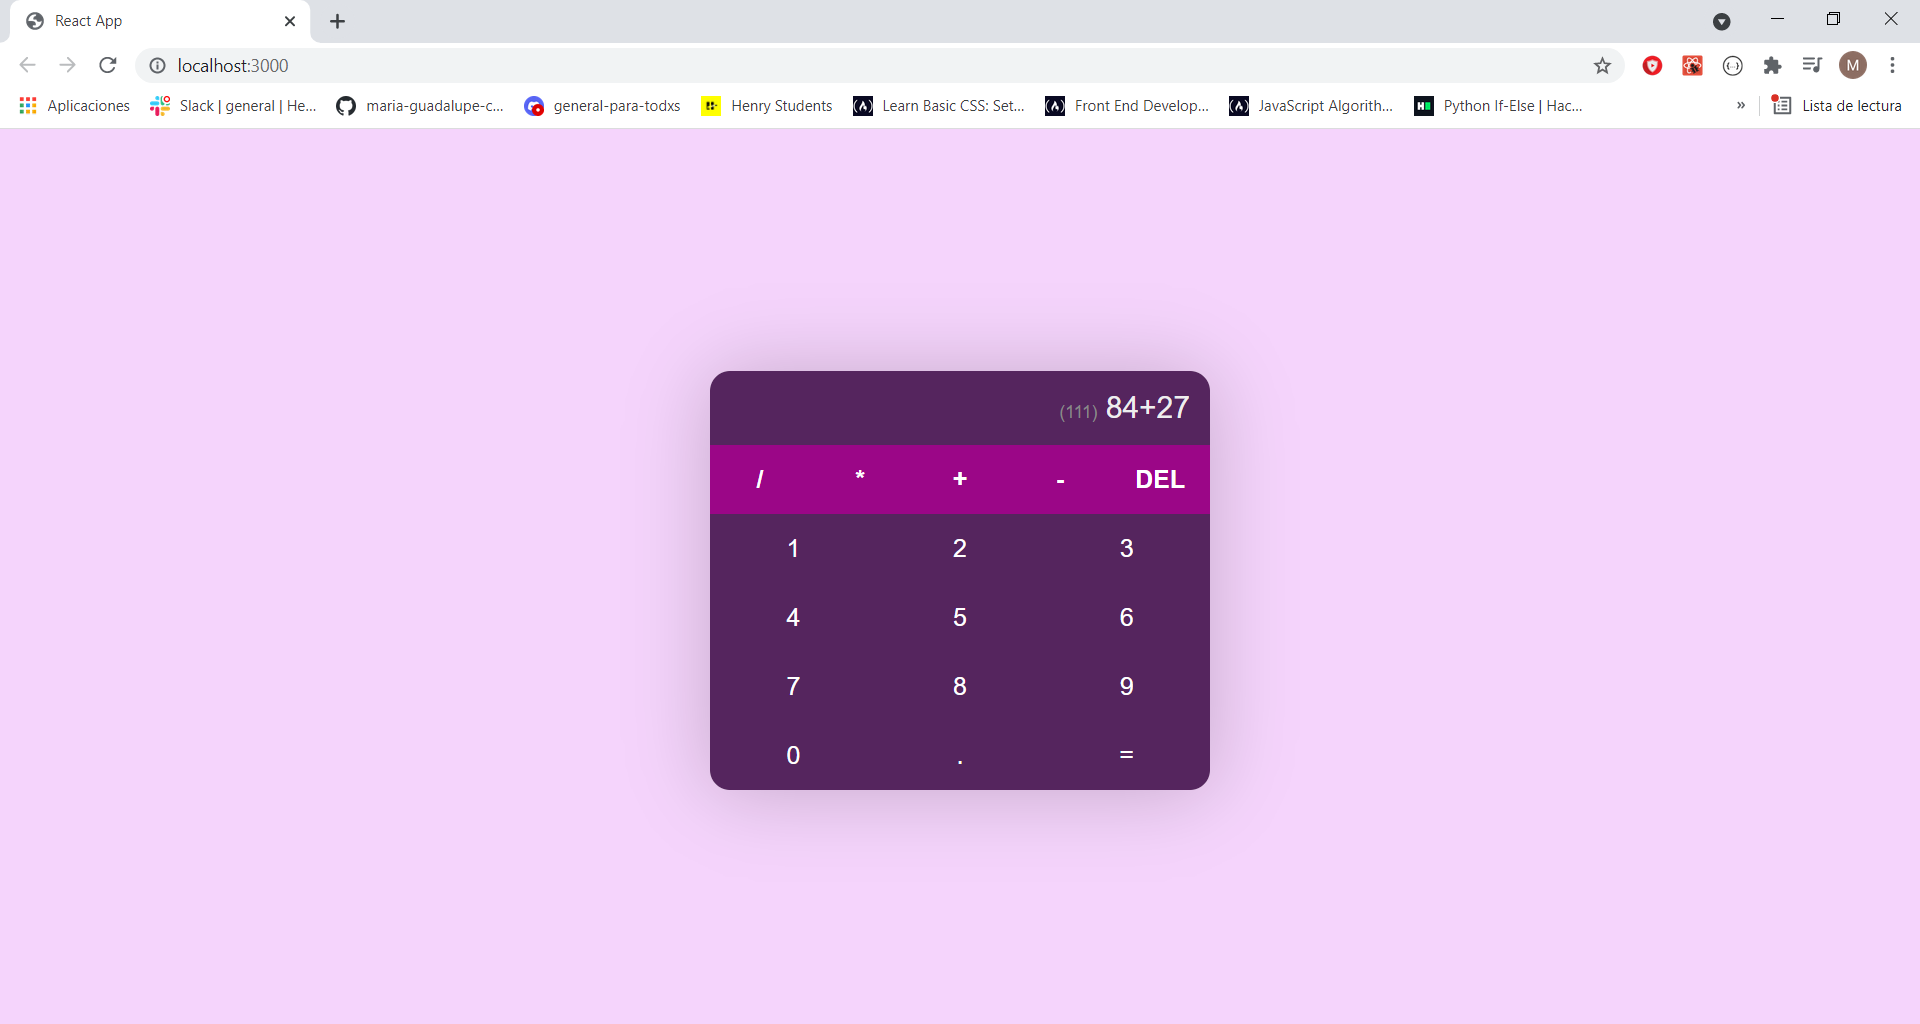 React App
localhost:3000
M
Aplicaciones Slack | general | He... maria-guadalupe-c... general-para-todxs Henry Students Learn Basic CSS: Set... Front End Develop... JavaScript Algorith... Python If-Else | Hac... » Lista de lectura
(111) 84+27
/ * + - DEL
1 2 3
4 5 6
7 8 9
0 . =